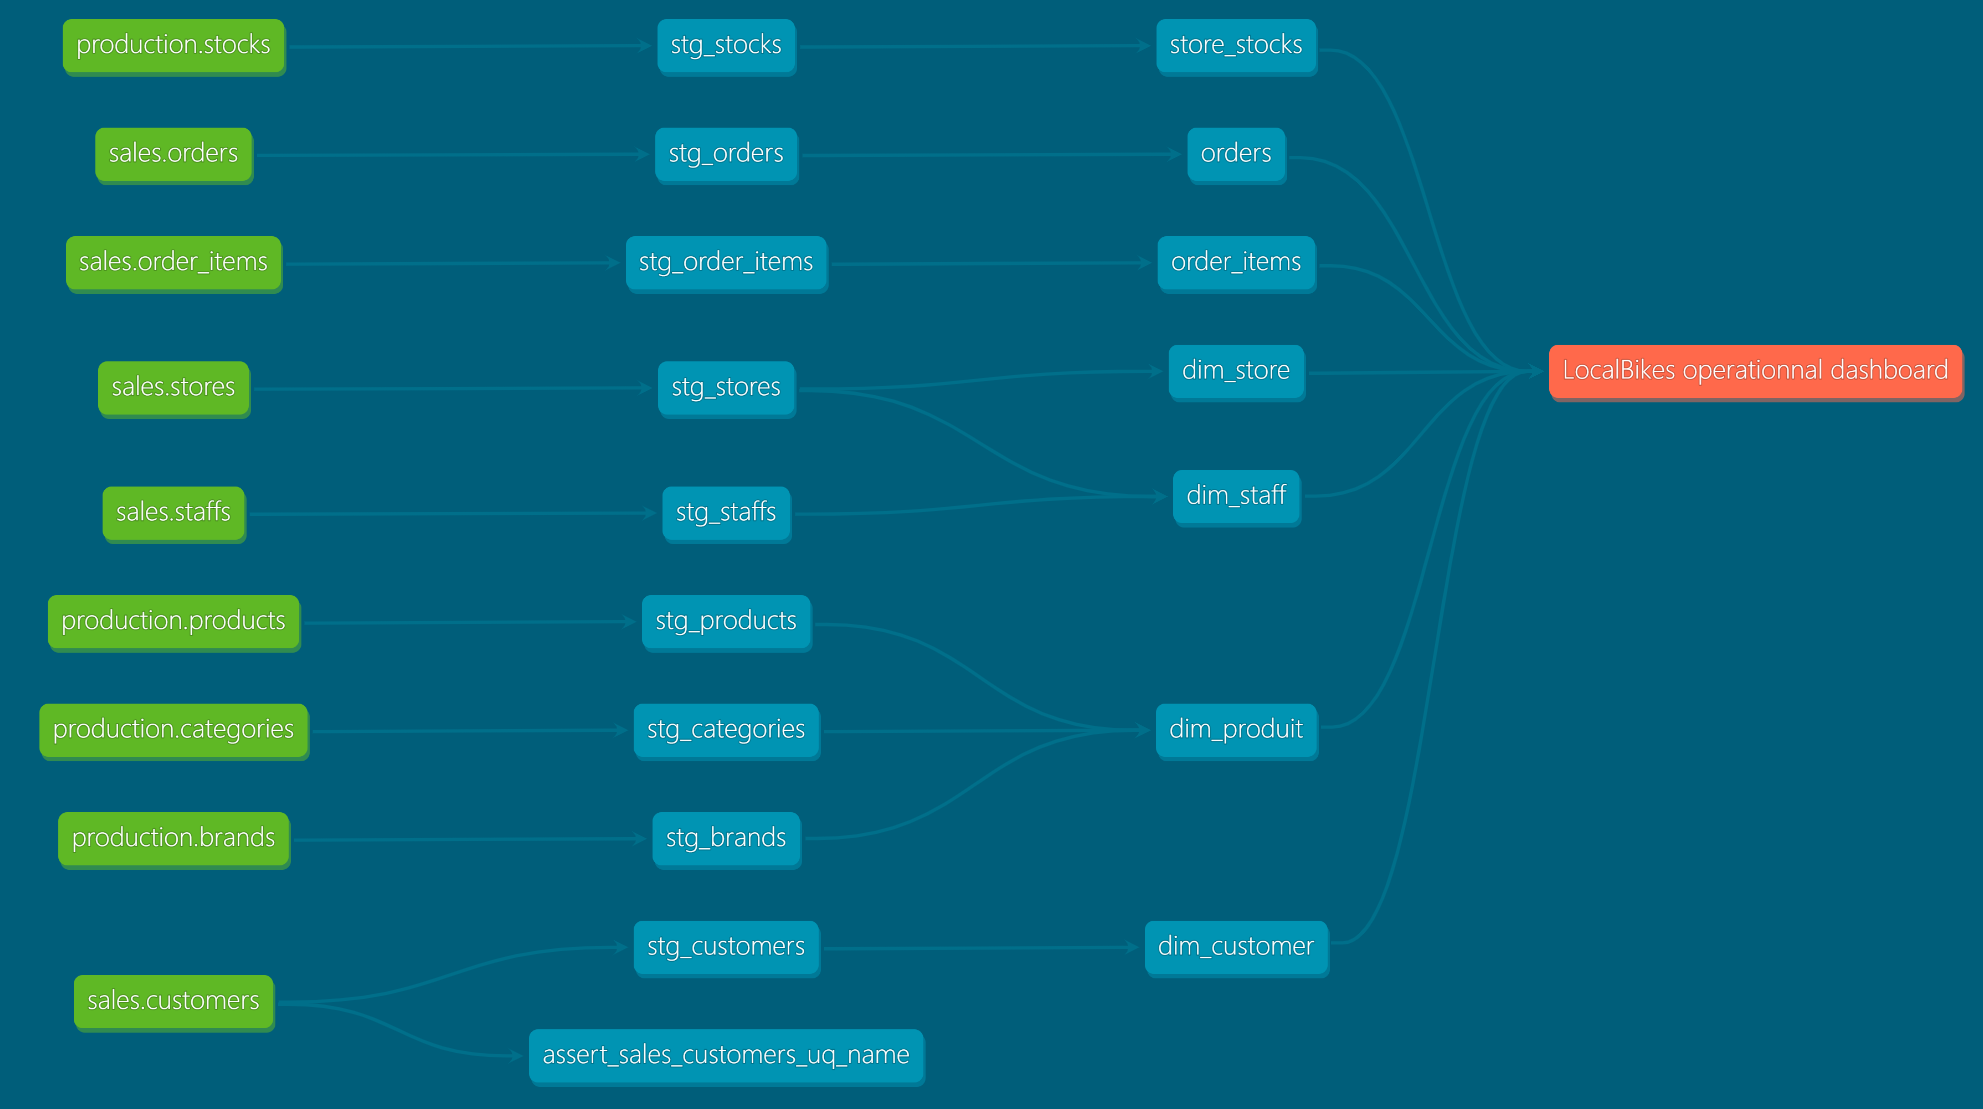 production.stocks
stg_stocks
store_stocks
sales.orders
stg_orders
orders
sales.order_items
stg_order_items
order_items
sales.stores
stg_stores
dim_store
LocalBikes operationnal dashboard
sales.staffs
stg_staffs
dim_staff
production.products
stg_products
production.categories
stg_categories
dim_produit
production.brands
stg_brands
stg_customers
dim_customer
sales.customers
assert_sales_customers_uq_name